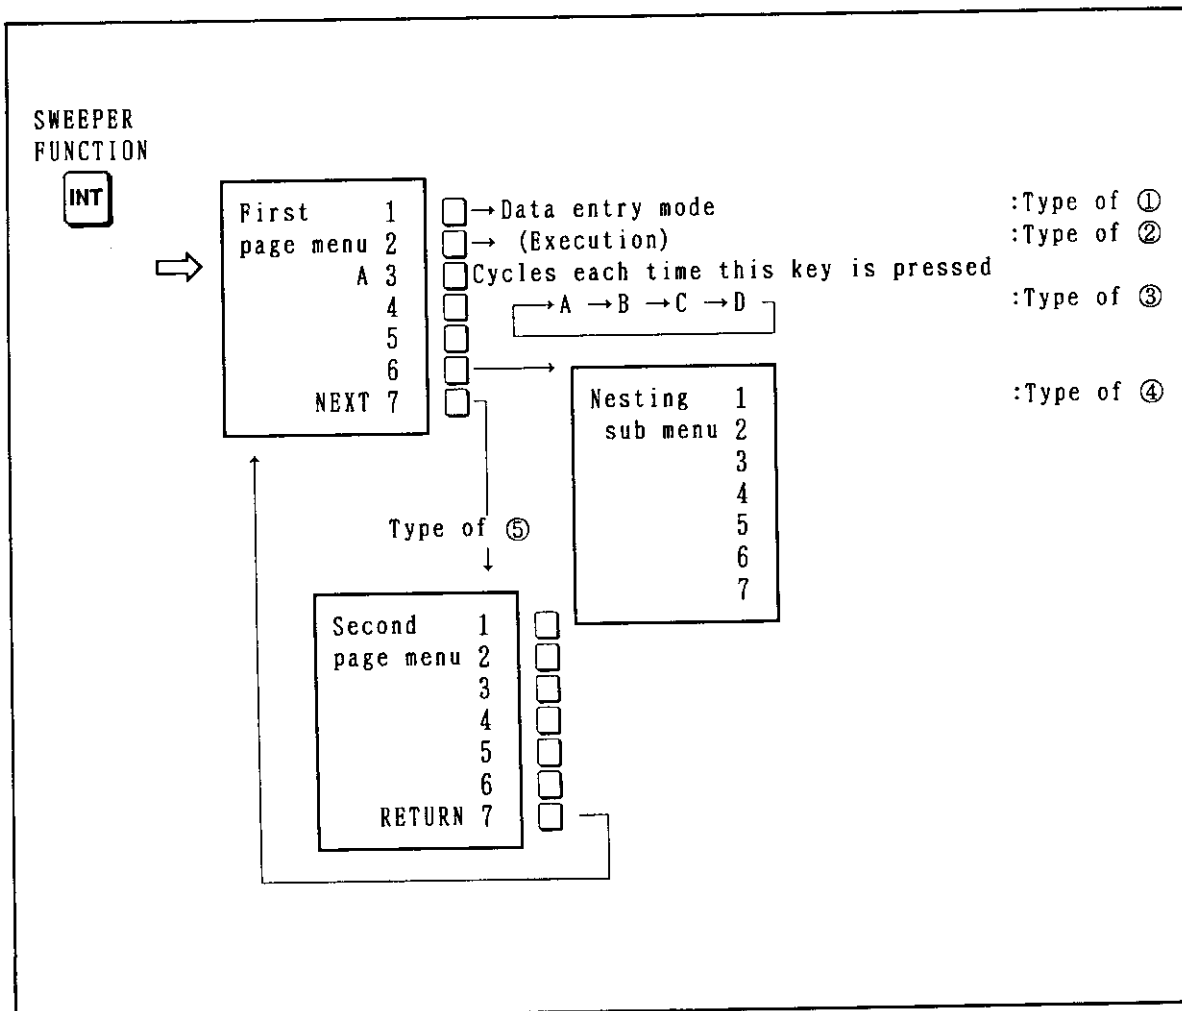 SWEEPER
FUNCTION
INT
First 1 →Data entry mode :Type of ①
page menu 2 → (Execution) :Type of ②
A 3 Cycles each time this key is pressed
4 →A →B →C →D :Type of ③
5
6
NEXT 7
Nesting 1 :Type of ④
sub menu 2
3
4
5
6
7
Type of ⑤
Second 1
page menu 2
3
4
5
6
RETURN 7